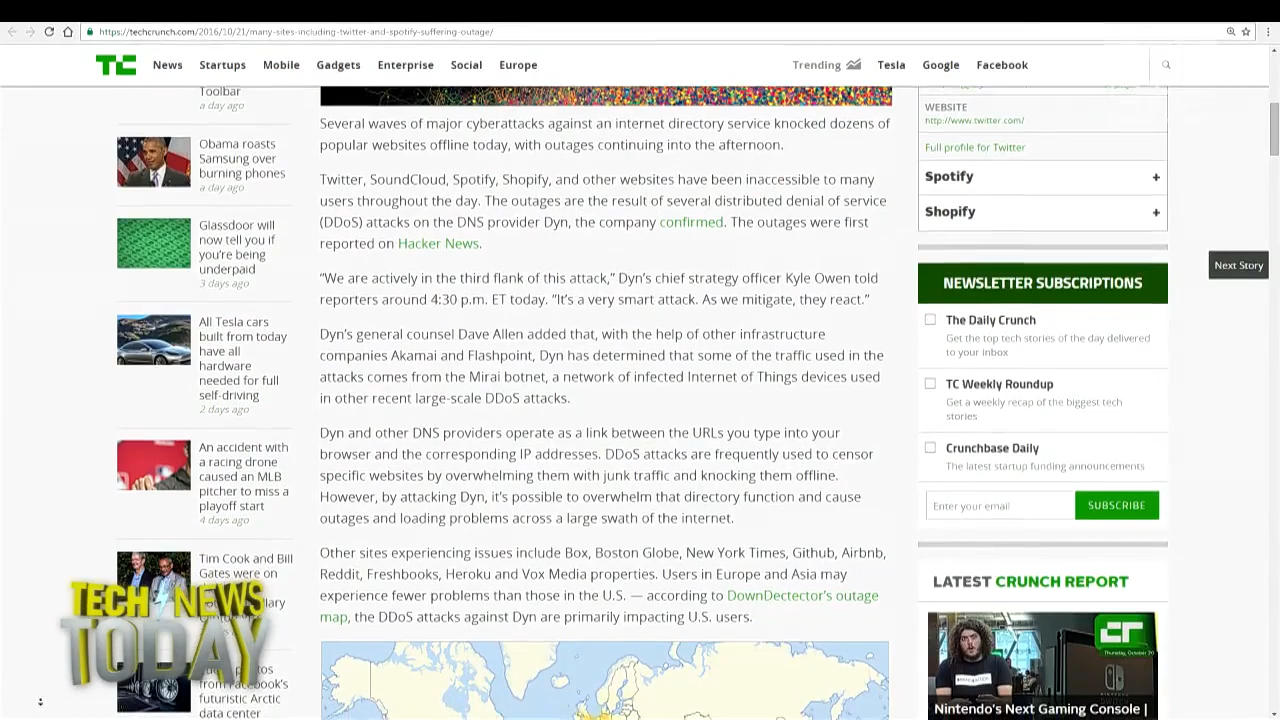 https://techcrunch.com/2016/10/21/many-sites-including-twitter-and-spotify-suffering-outage/
TC News Startups Mobile Gadgets Enterprise Social Europe Trending Tesla Google Facebook
Toolbar
a day ago
Obama roasts
Samsung over
burning phones
a day ago
Glassdoor will
now tell you if
you're being
underpaid
3 days ago
All Tesla cars
built from today
have all
hardware
needed for full
self-driving
2 days ago
An accident with
a racing drone
caused an MLB
pitcher to miss a
playoff start
4 days ago
Tim Cook and Bill
Gates were on
from Facebook's
futuristic Arctic
data center
TECH NEWS
TODAY
Several waves of major cyberattacks against an internet directory service knocked dozens of
popular websites offline today, with outages continuing into the afternoon.
Twitter, SoundCloud, Spotify, Shopify, and other websites have been inaccessible to many
users throughout the day. The outages are the result of several distributed denial of service
(DDoS) attacks on the DNS provider Dyn, the company confirmed. The outages were first
reported on Hacker News.
“We are actively in the third flank of this attack,” Dyn's chief strategy officer Kyle Owen told
reporters around 4:30 p.m. ET today. “It's a very smart attack. As we mitigate, they react.”
Dyn's general counsel Dave Allen added that, with the help of other infrastructure
companies Akamai and Flashpoint, Dyn has determined that some of the traffic used in the
attacks comes from the Mirai botnet, a network of infected Internet of Things devices used
in other recent large-scale DDoS attacks.
Dyn and other DNS providers operate as a link between the URLs you type into your
browser and the corresponding IP addresses. DDoS attacks are frequently used to censor
specific websites by overwhelming them with junk traffic and knocking them offline.
However, by attacking Dyn, it's possible to overwhelm that directory function and cause
outages and loading problems across a large swath of the internet.
Other sites experiencing issues include Box, Boston Globe, New York Times, Github, Airbnb,
Reddit, Freshbooks, Heroku and Vox Media properties. Users in Europe and Asia may
experience fewer problems than those in the U.S. — according to DownDectector's outage
map, the DDoS attacks against Dyn are primarily impacting U.S. users.
WEBSITE
http://www.twitter.com/
Full profile for Twitter
Spotify +
Shopify +
Next Story
NEWSLETTER SUBSCRIPTIONS
The Daily Crunch
Get the top tech stories of the day delivered
to your inbox
TC Weekly Roundup
Get a weekly recap of the biggest tech
stories
Crunchbase Daily
The latest startup funding announcements
Enter your email SUBSCRIBE
LATEST CRUNCH REPORT
CR
Nintendo's Next Gaming Console |